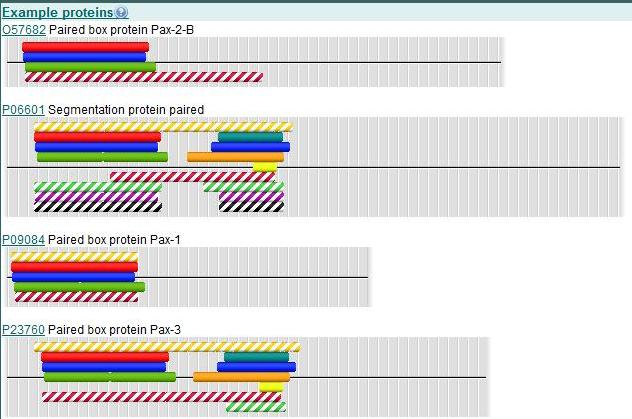 Example proteins?
O57682 Paired box protein Pax-2-B
P06601 Segmentation protein paired
P09084 Paired box protein Pax-1
P23760 Paired box protein Pax-3